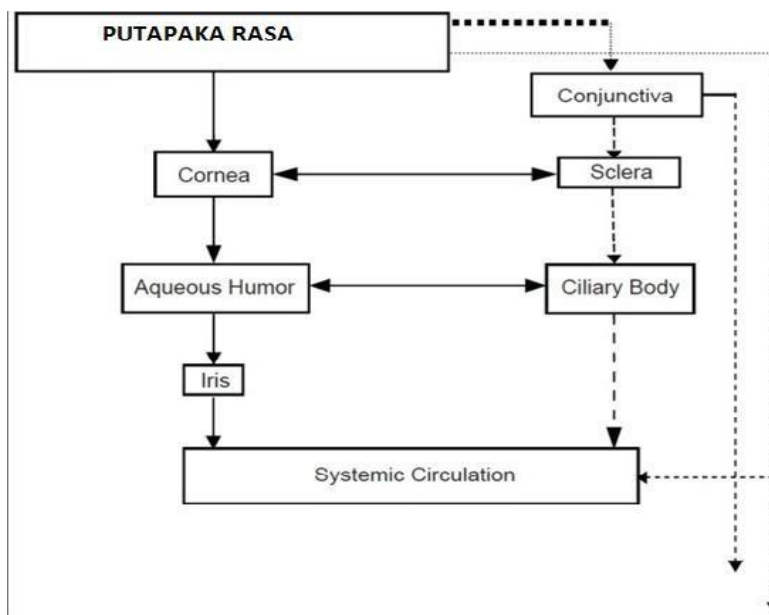 PUTAPAKA RASA
Conjunctiva
Cornea
Sclera
Aqueous Humor
Ciliary Body
Iris
Systemic Circulation